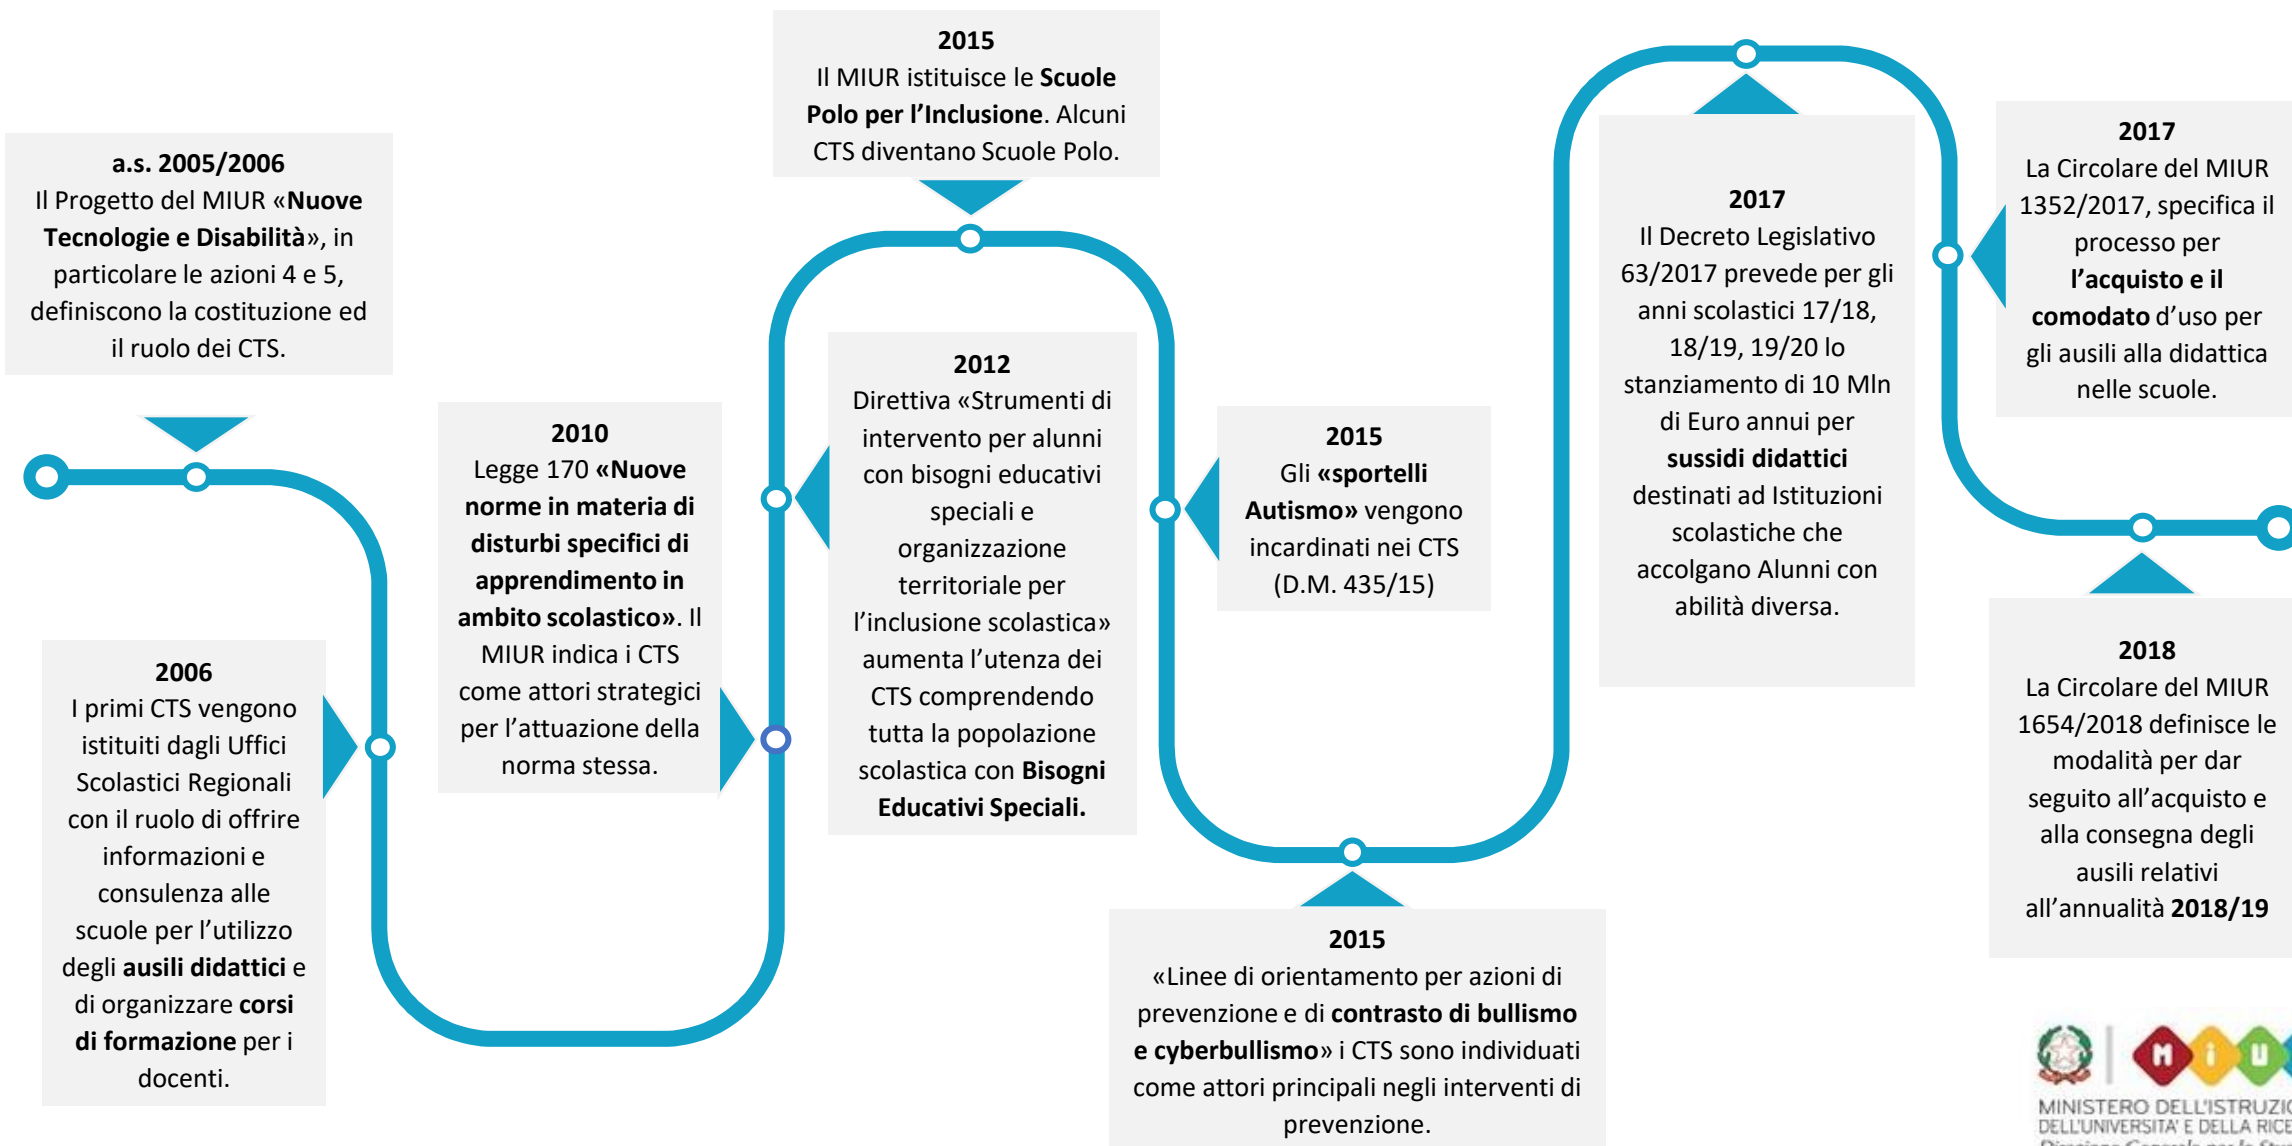 a.s. 2005/2006
Il Progetto del MIUR «Nuove
Tecnologie e Disabilità», in
particolare le azioni 4 e 5,
definiscono la costituzione ed
il ruolo dei CTS.
2006
I primi CTS vengono
istituiti dagli Uffici
Scolastici Regionali
con il ruolo di offrire
informazioni e
consulenza alle
scuole per l'utilizzo
degli ausili didattici e
di organizzare corsi
di formazione per i
docenti.
2010
Legge 170 «Nuove
norme in materia di
disturbi specifici di
apprendimento in
ambito scolastico». Il
MIUR indica i CTS
come attori strategici
per l'attuazione della
norma stessa.
2012
Direttiva «Strumenti di
intervento per alunni
con bisogni educativi
speciali e
organizzazione
territoriale per
l'inclusione scolastica»
aumenta l'utenza dei
CTS comprendendo
tutta la popolazione
scolastica con Bisogni
Educativi Speciali.
2015
Il MIUR istituisce le Scuole
Polo per l'Inclusione. Alcuni
CTS diventano Scuole Polo.
2015
Gli «sportelli
Autismo» vengono
incardinati nei CTS
(D.M. 435/15)
2015
«Linee di orientamento per azioni di
prevenzione e di contrasto di bullismo
e cyberbullismo» i CTS sono individuati
come attori principali negli interventi di
prevenzione.
2017
Il Decreto Legislativo
63/2017 prevede per gli
anni scolastici 17/18,
18/19, 19/20 lo
stanziamento di 10 Mln
di Euro annui per
sussidi didattici
destinati ad Istituzioni
scolastiche che
accolgano Alunni con
abilità diversa.
2017
La Circolare del MIUR
1352/2017, specifica il
processo per
l'acquisto e il
comodato d'uso per
gli ausili alla didattica
nelle scuole.
2018
La Circolare del MIUR
1654/2018 definisce le
modalità per dar
seguito all'acquisto e
alla consegna degli
ausili relativi
all'annualità 2018/19
M i U
MINISTERO DELL'ISTRUZIO
DELL'UNIVERSITA' E DELLA RICE